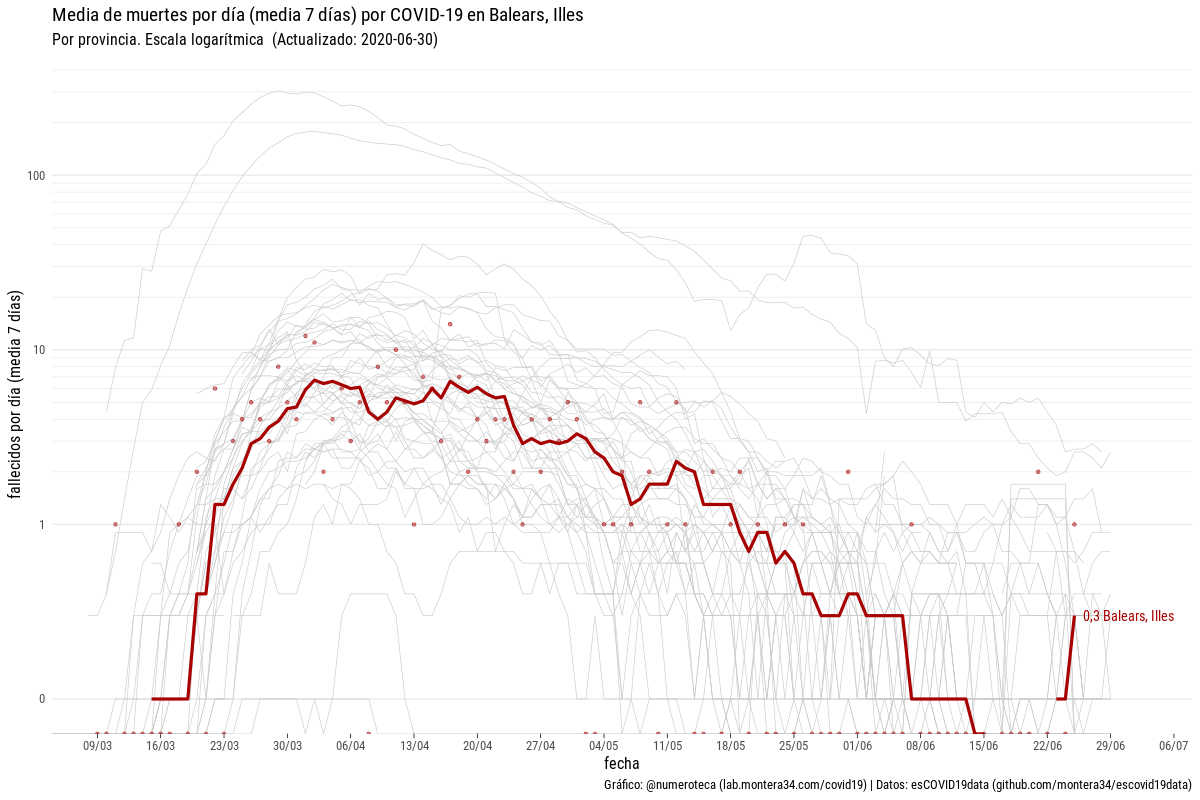 Media de muertes por día (media 7 días) por COVID-19 en Balears, Illes
Por provincia. Escala logarítmica  (Actualizado: 2020-06-30)
fallecidos por día (media  7 días)
100
10
1
0
0,3 Balears, Illes
09/03 16/03 23/03 30/03 06/04 13/04 20/04 27/04 04/05 11/05 18/05 25/05 01/06 08/06 15/06 22/06 29/06 06/07
fecha
Gráfico: @numeroteca (lab.montera34.com/covid19) | Datos: esCOVID19data (github.com/montera34/escovid19data)